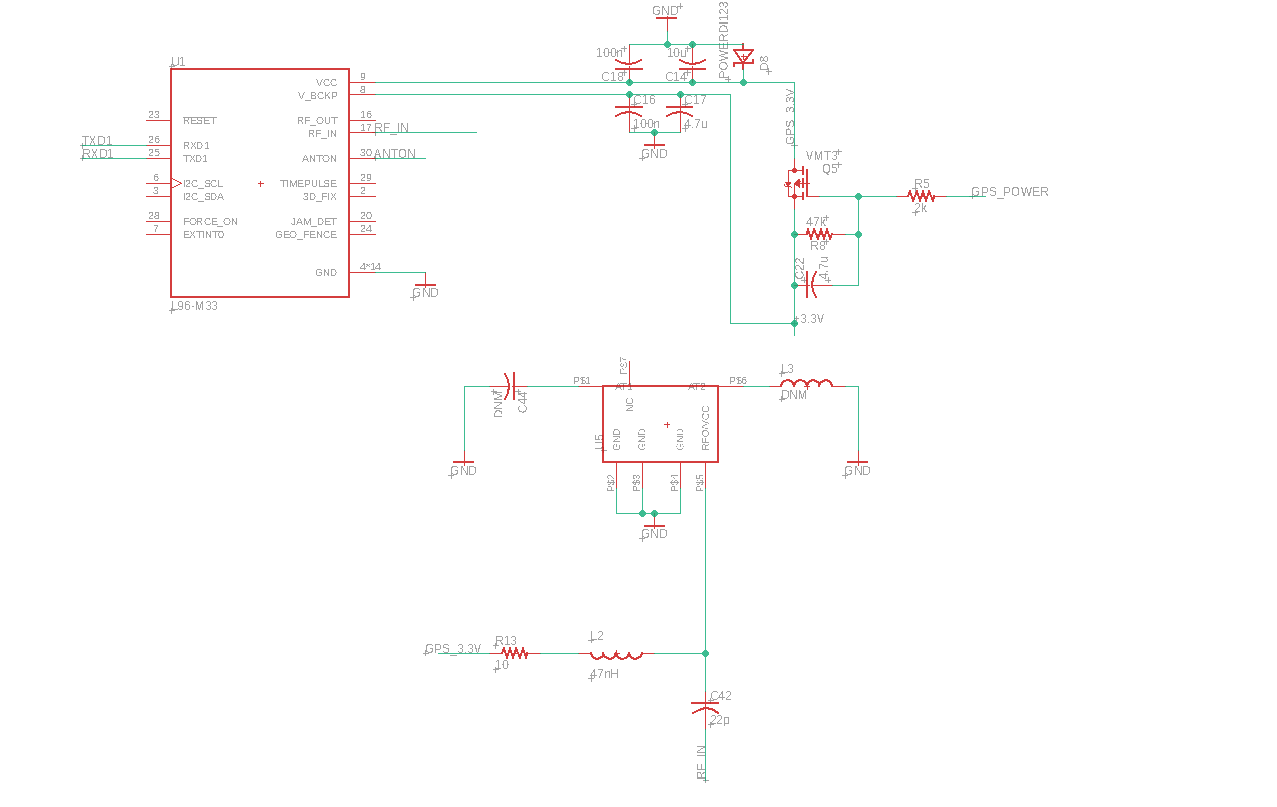 GND
POWERDI123
100n
10u
D8
U1
C18
C14
VCC
9
V_BCKP
8
C16
C17
GPS_3.3V
23
RESET
RF_OUT
16
100n
4.7u
RF_IN
17
RF_IN
TXD1
26
RXD1
GND
RXD1
25
TXD1
ANTON
30
ANTON
VMT3
Q5
6
I2C_SCL
TIMEPULSE
29
R5
GPS_POWER
3
I2C_SDA
3D_FIX
2
2k
28
FORCE_ON
JAM_DET
20
47k
7
EXTINT0
GEO_FENCE
24
R8
C22
4.7u
GND
4*14
GND
L96-M33
+3.3V
P$7
L3
P$1
AT1
AT2
P$6
DNM
C44
NC
DNM
U5
GND
GND
GND
RFO/VCC
GND
GND
P$2
P$3
P$4
P$5
GND
R13
L2
GPS_3.3V
10
47nH
C42
22p
RF_IN